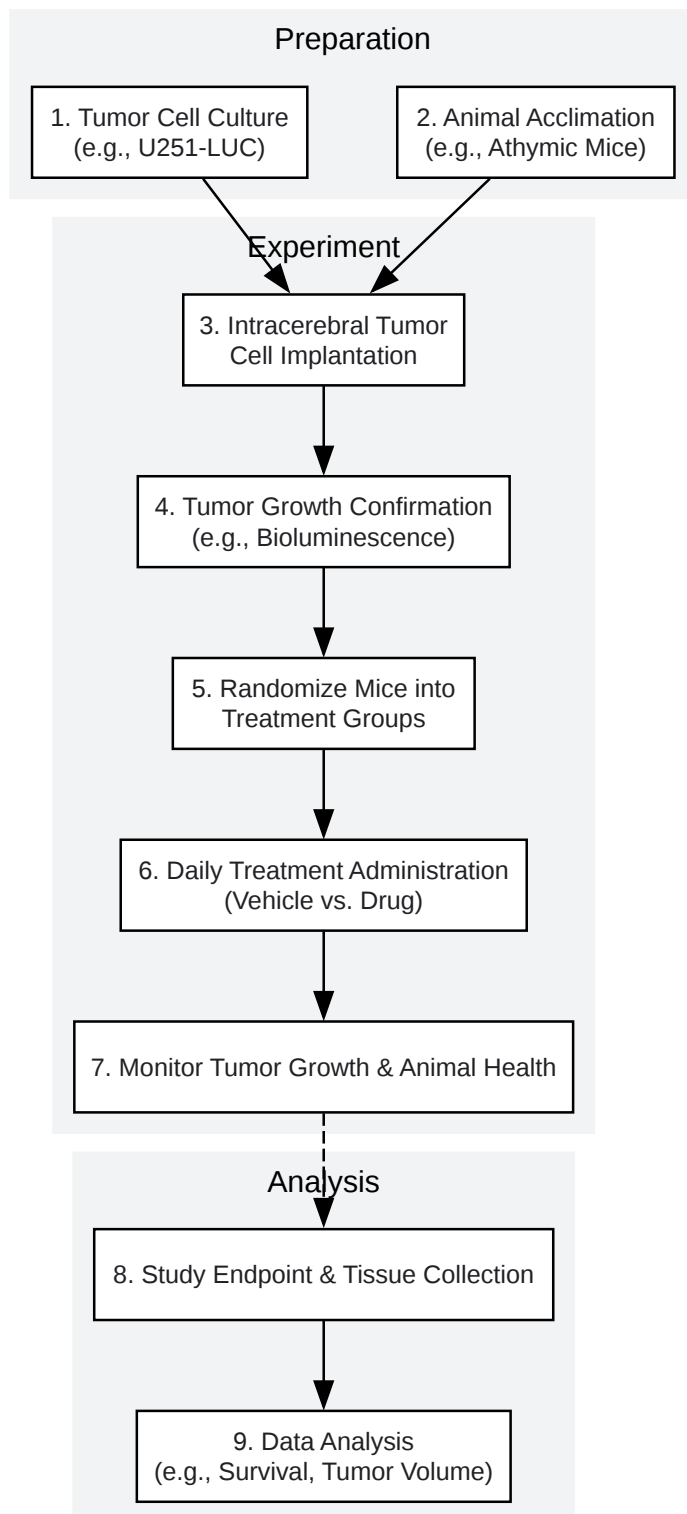 Preparation
1. Tumor Cell Culture
(e.g., U251-LUC)
2. Animal Acclimation
(e.g., Athymic Mice)
Experiment
3. Intracerebral Tumor
Cell Implantation
4. Tumor Growth Confirmation
(e.g., Bioluminescence)
5. Randomize Mice into
Treatment Groups
6. Daily Treatment Administration
(Vehicle vs. Drug)
7. Monitor Tumor Growth & Animal Health
Analysis
8. Study Endpoint & Tissue Collection
9. Data Analysis
(e.g., Survival, Tumor Volume)